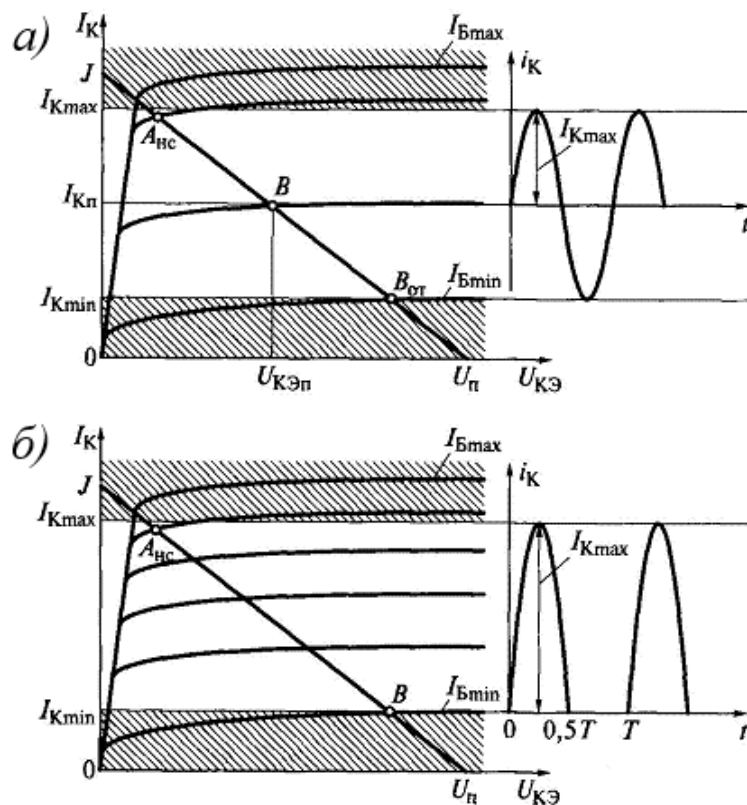 а)
I_К
J
I_Кmax
A_нс
I_Кп
B
I_Кmin
B_от
0
U_КЭп
U_п
U_КЭ
I_Бmax
I_Бmin
i_К
I_Кmax
t
б)
I_К
J
I_Кmax
A_нс
I_Кmin
B
0
U_п
U_КЭ
I_Бmax
I_Бmin
i_К
I_Кmax
0
0,5T
T
t